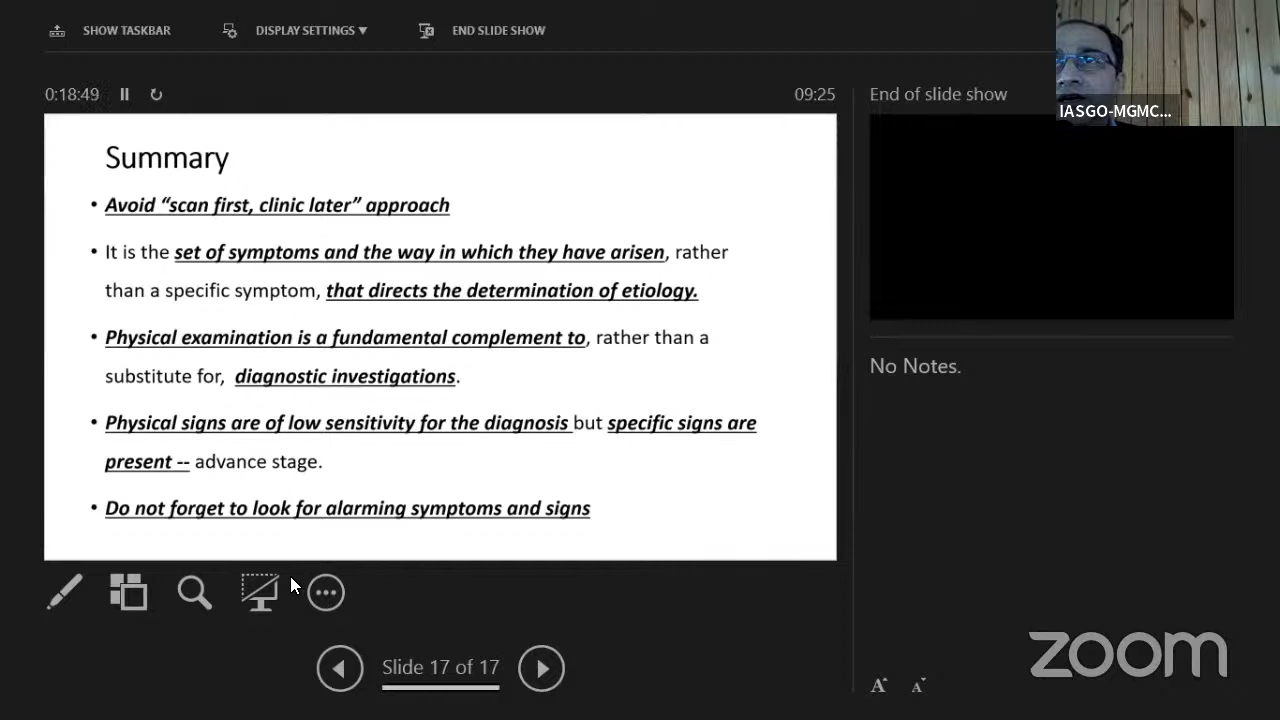 SHOW TASKBAR
DISPLAY SETTINGS ▼
END SLIDE SHOW
0:18:49
09:25
End of slide show
IASGO-MGMC...
Summary
• Avoid “scan first, clinic later” approach
• It is the set of symptoms and the way in which they have arisen, rather
than a specific symptom, that directs the determination of etiology.
• Physical examination is a fundamental complement to, rather than a
substitute for, diagnostic investigations.
• Physical signs are of low sensitivity for the diagnosis but specific signs are
present -- advance stage.
• Do not forget to look for alarming symptoms and signs
No Notes.
Slide 17 of 17
A A
zoom